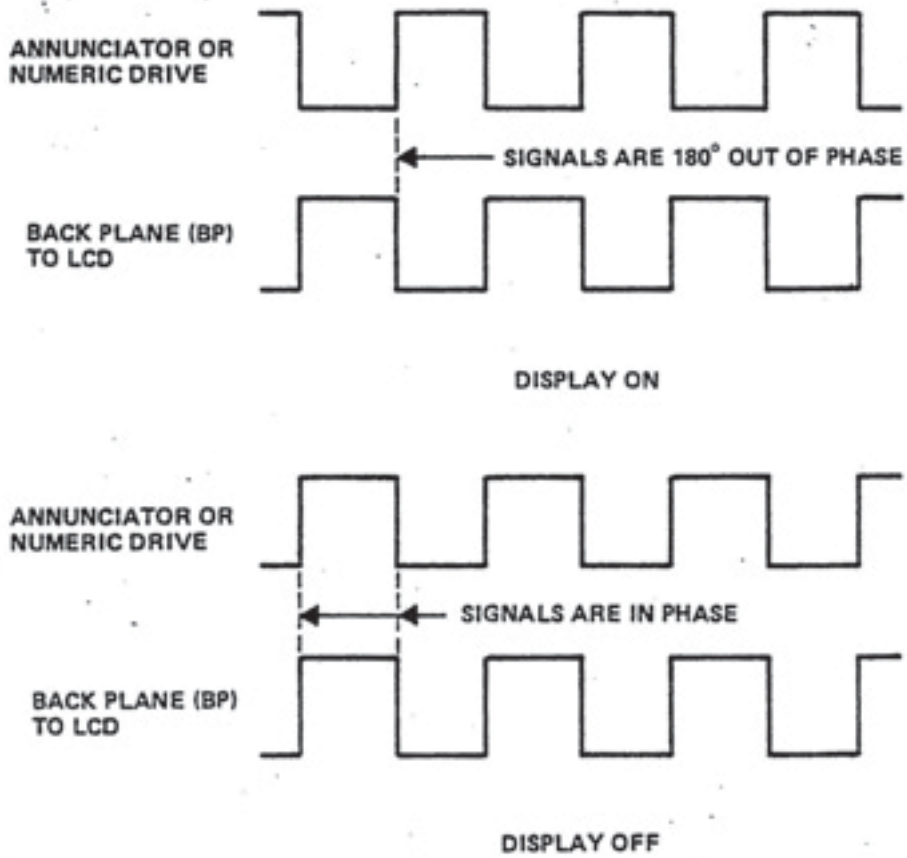 ANNUNCIATOR OR
NUMERIC DRIVE
SIGNALS ARE 180° OUT OF PHASE
BACK PLANE (BP)
TO LCD
DISPLAY ON
ANNUNCIATOR OR
NUMERIC DRIVE
SIGNALS ARE IN PHASE
BACK PLANE (BP)
TO LCD
DISPLAY OFF